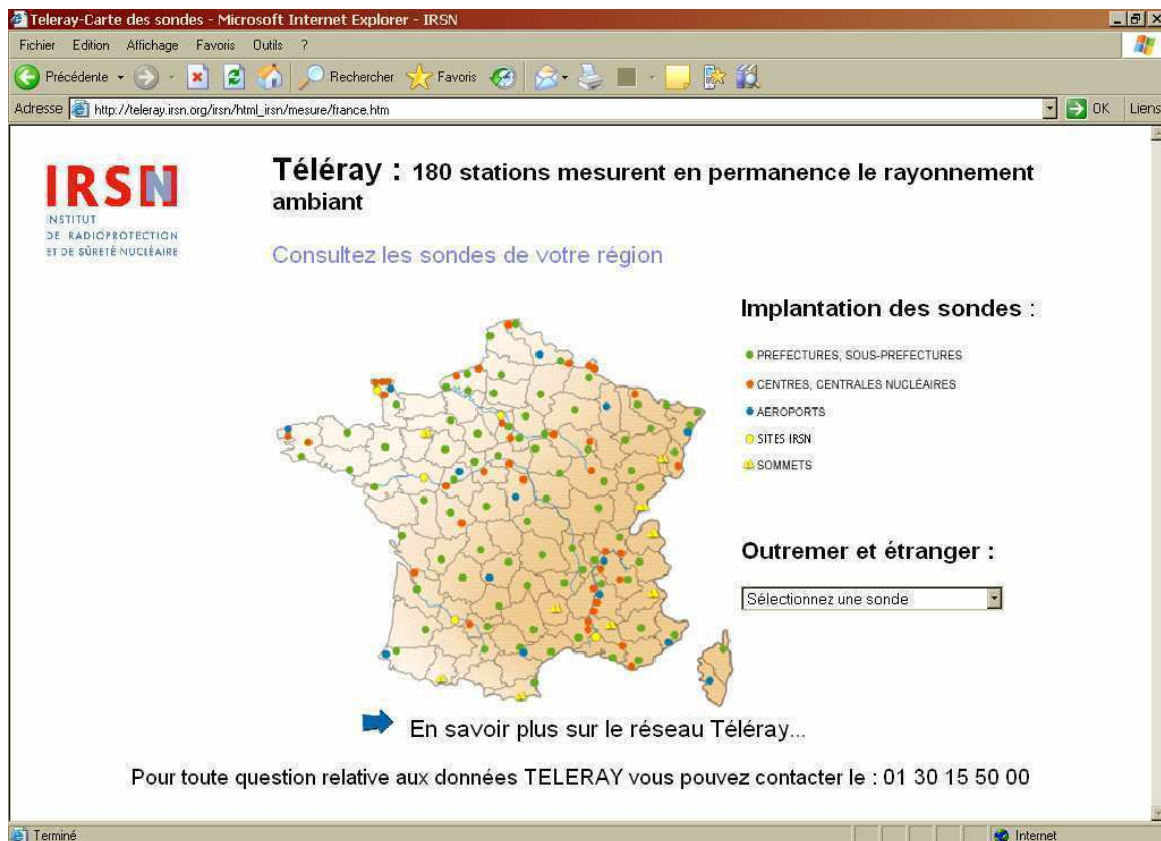 Teleray-Carte des sondes - Microsoft Internet Explorer - IRSN
Fichier Edition Affichage Favoris Outils ?
Précédente Rechercher Favoris
Adresse http://teleray.irsn.org/irsn/html_irsn/mesure/france.htm OK Liens
IRSN
INSTITUT
DE RADIOPROTECTION
ET DE SÛRETÉ NUCLÉAIRE
Téléray : 180 stations mesurent en permanence le rayonnement
ambiant
Consultez les sondes de votre région
Implantation des sondes :
PREFECTURES, SOUS-PREFECTURES
CENTRES, CENTRALES NUCLÉAIRES
AEROPORTS
SITES IRSN
SOMMETS
Outremer et étranger :
Sélectionnez une sonde
En savoir plus sur le réseau Téléray...
Pour toute question relative aux données TELERAY vous pouvez contacter le : 01 30 15 50 00
Terminé Internet